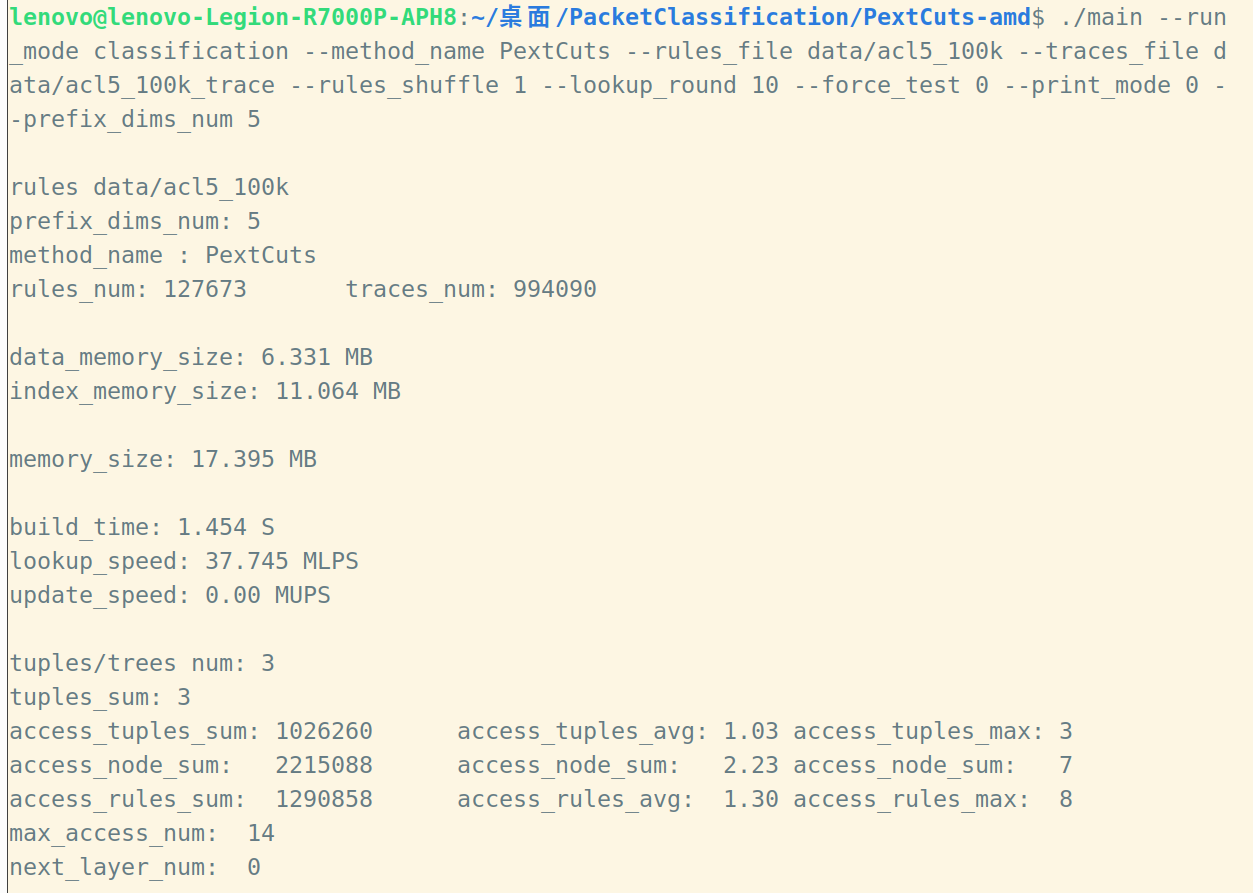 lenovo@lenovo-Legion-R7000P-APH8:~/桌面/PacketClassification/PextCuts-amd$ ./main --run
_mode classification --method_name PextCuts --rules_file data/acl5_100k --traces_file d
ata/acl5_100k_trace --rules_shuffle 1 --lookup_round 10 --force_test 0 --print_mode 0 -
-prefix_dims_num 5
rules data/acl5_100k
prefix_dims_num: 5
method_name : PextCuts
rules_num: 127673       traces_num: 994090
data_memory_size: 6.331 MB
index_memory_size: 11.064 MB
memory_size: 17.395 MB
build_time: 1.454 S
lookup_speed: 37.745 MLPS
update_speed: 0.00 MUPS
tuples/trees num: 3
tuples_sum: 3
access_tuples_sum: 1026260      access_tuples_avg: 1.03 access_tuples_max: 3
access_node_sum:   2215088      access_node_sum:   2.23 access_node_sum:   7
access_rules_sum:  1290858      access_rules_avg:  1.30 access_rules_max:  8
max_access_num:  14
next_layer_num:  0